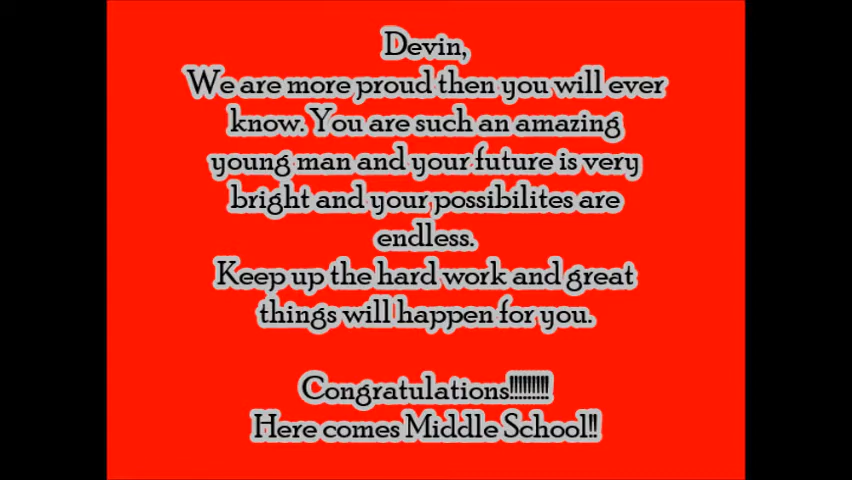 Devin,
We are more proud then you will ever
know. You are such an amazing
young man and your future is very
bright and your possibilites are
endless.
Keep up the hard work and great
things will happen for you.
Congratulations!!!!!!!!!
Here comes Middle School!!